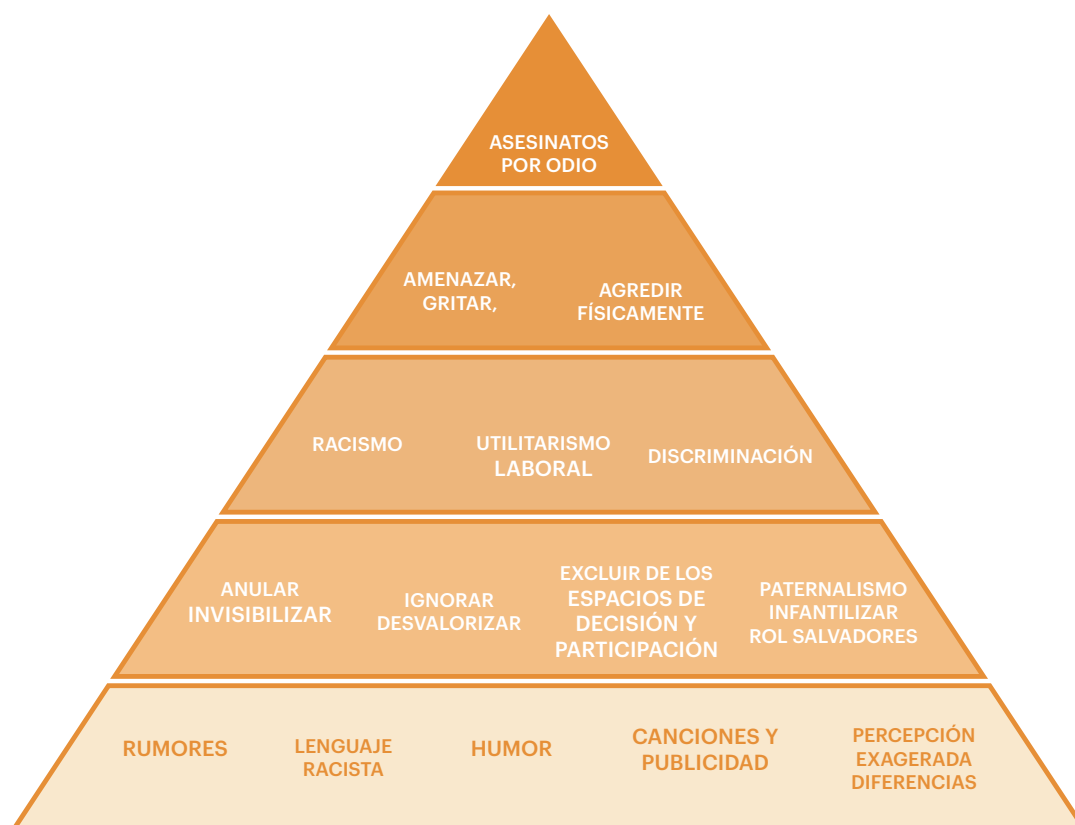 ASESINATOS
POR ODIO
AMENAZAR,
GRITAR,
AGREDIR
FÍSICAMENTE
RACISMO
UTILITARISMO
LABORAL
DISCRIMINACIÓN
ANULAR
INVISIBILIZAR
IGNORAR
DESVALORIZAR
EXCLUIR DE LOS
ESPACIOS DE
DECISIÓN Y
PARTICIPACIÓN
PATERNALISMO
INFANTILIZAR
ROL SALVADORES
RUMORES
LENGUAJE
RACISTA
HUMOR
CANCIONES Y
PUBLICIDAD
PERCEPCIÓN
EXAGERADA
DIFERENCIAS